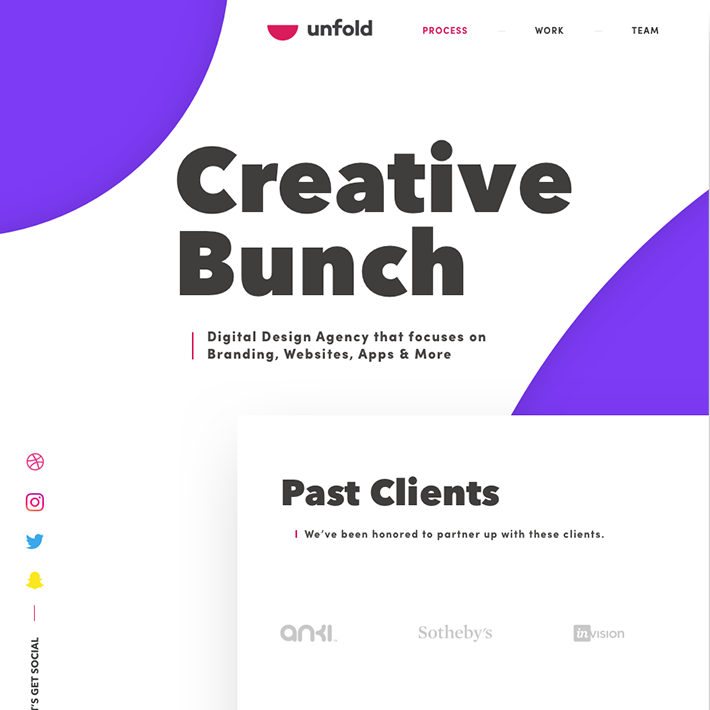 unfold
PROCESS
WORK
TEAM
Creative
Bunch
Digital Design Agency that focuses on
Branding, Websites, Apps & More
Past Clients
We've been honored to partner up with these clients.
ANKI
Sotheby's
inVISION
T'S GET SOCIAL